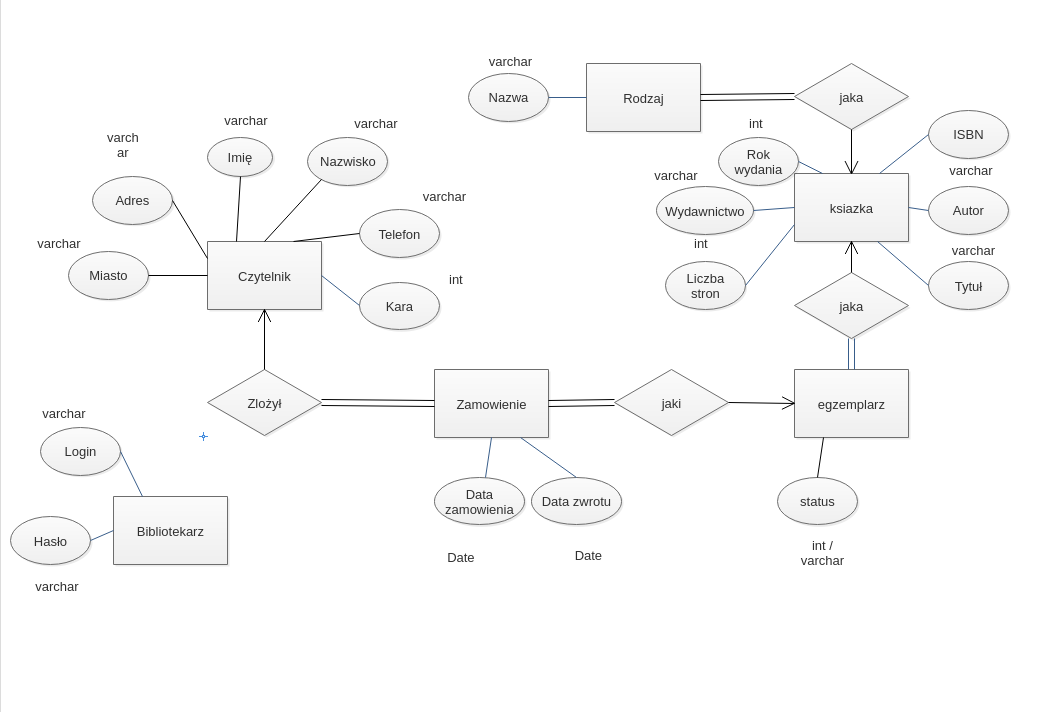 varchar
Nazwa
Rodzaj
jaka
varchar
varchar
varch
ar
Imię
Nazwisko
int
Rok
wydania
ISBN
varchar
varchar
Adres
Wydawnictwo
ksiazka
Autor
varchar
Telefon
varchar
Miasto
Czytelnik
int
Kara
int
Liczba
stron
varchar
Tytuł
jaka
Zlożył
Zamowienie
jaki
egzemplarz
varchar
Login
Data
zamowienia
Data zwrotu
status
Hasło
Bibliotekarz
Date
Date
int /
varchar
varchar